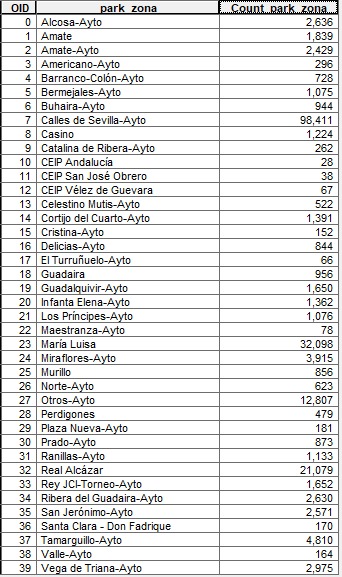 OID park_zona Count_park_zona
0 Alcosa-Ayto 2,636
1 Amate 1,839
2 Amate-Ayto 2,429
3 Americano-Ayto 296
4 Barranco-Colón-Ayto 728
5 Bermejales-Ayto 1,075
6 Buhaira-Ayto 944
7 Calles de Sevilla-Ayto 98,411
8 Casino 1,224
9 Catalina de Ribera-Ayto 262
10 CEIP Andalucía 28
11 CEIP San José Obrero 38
12 CEIP Vélez de Guevara 67
13 Celestino Mutis-Ayto 522
14 Cortijo del Cuarto-Ayto 1,391
15 Cristina-Ayto 152
16 Delicias-Ayto 844
17 El Turruñuelo-Ayto 66
18 Guadaira 956
19 Guadalquivir-Ayto 1,650
20 Infanta Elena-Ayto 1,362
21 Los Príncipes-Ayto 1,076
22 Maestranza-Ayto 78
23 María Luisa 32,098
24 Miraflores-Ayto 3,915
25 Murillo 856
26 Norte-Ayto 623
27 Otros-Ayto 12,807
28 Perdigones 479
29 Plaza Nueva-Ayto 181
30 Prado-Ayto 873
31 Ranillas-Ayto 1,133
32 Real Alcázar 21,079
33 Rey JCI-Torneo-Ayto 1,652
34 Ribera del Guadaira-Ayto 2,630
35 San Jerónimo-Ayto 2,571
36 Santa Clara - Don Fadrique 170
37 Tamarguillo-Ayto 4,810
38 Valle-Ayto 164
39 Vega de Triana-Ayto 2,975